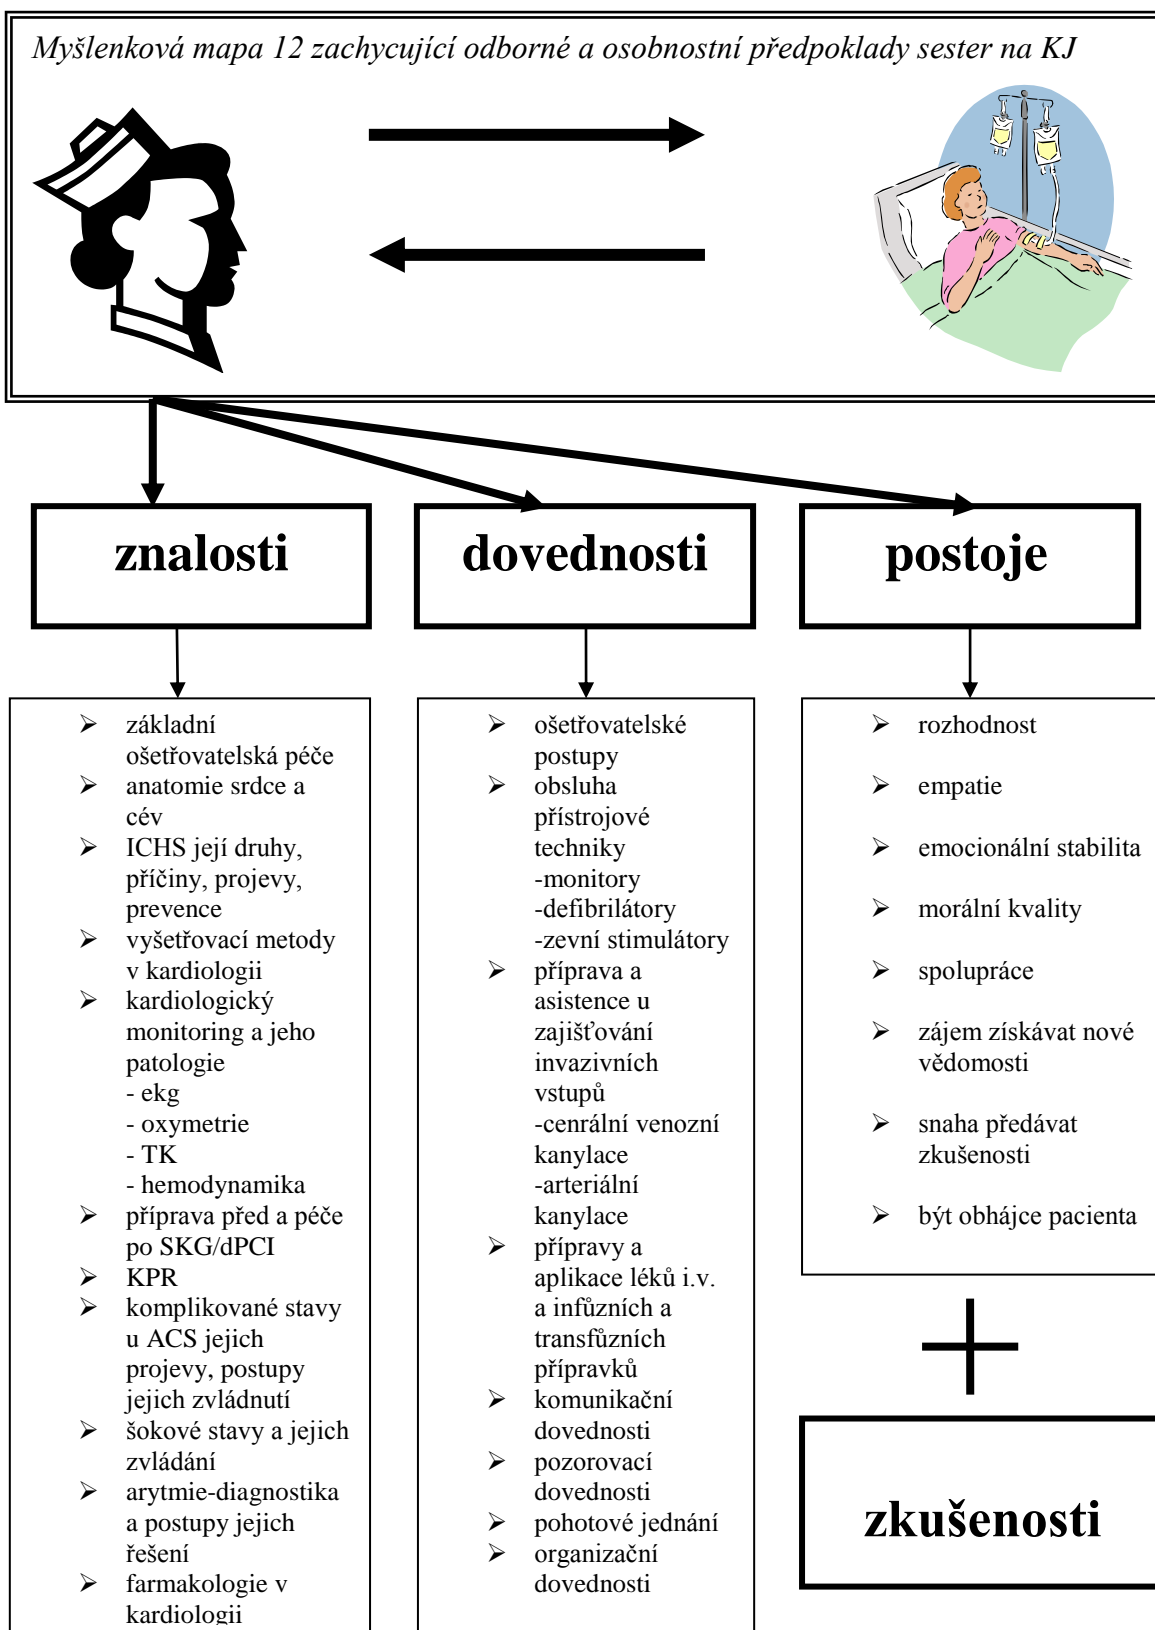 Myšlenková mapa 12 zachycující odborné a osobnostní předpoklady sester na KJ
znalosti
dovednosti
postoje
základní
ošetřovatelská péče
anatomie srdce a
cév
ICHS její druhy,
příčiny, projevy,
prevence
vyšetřovací metody
v kardiologii
kardiologický
monitoring a jeho
patologie
- ekg
- oxymetrie
- TK
- hemodynamika
příprava před a péče
po SKG/dPCI
KPR
komplikované stavy
u ACS jejich
projevy, postupy
jejich zvládnutí
šokové stavy a jejich
zvládání
arytmie-diagnostika
a postupy jejich
řešení
farmakologie v
kardiologii
ošetřovatelské
postupy
obsluha
přístrojové
techniky
-monitory
-defibrilátory
-zevní stimulátory
příprava a
asistence u
zajišťování
invazivních
vstupů
-cenrální venozní
kanylace
-arteriální
kanylace
přípravy a
aplikace léků i.v.
a infůzních a
transfůzních
přípravků
komunikační
dovednosti
pozorovací
dovednosti
pohotové jednání
organizační
dovednosti
rozhodnost
empatie
emocionální stabilita
morální kvality
spolupráce
zájem získávat nové
vědomosti
snaha předávat
zkušenosti
být obhájce pacienta
zkušenosti